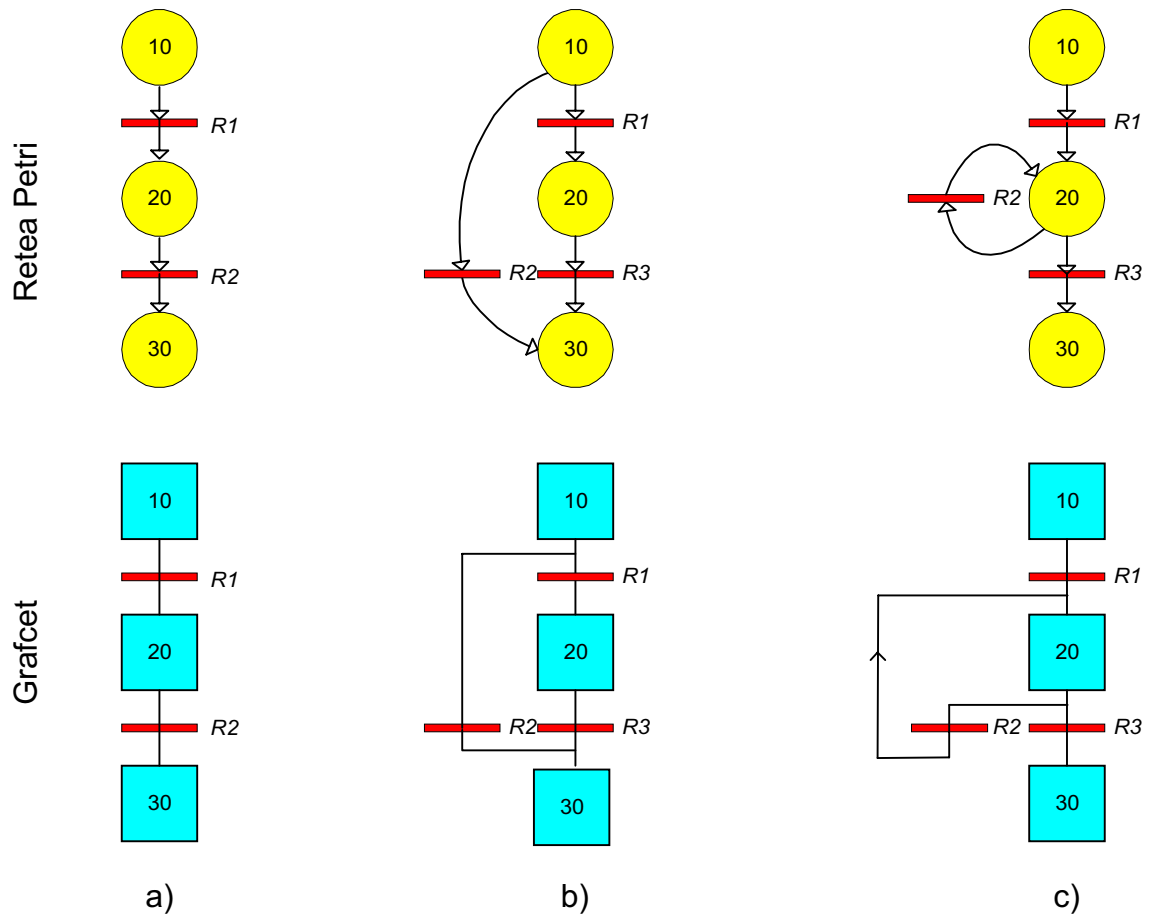 Retea Petri
10 10 10
R1 R1 R1
20 20 R2 20
R2 R2 R3 R3
30 30 30
Grafcet
10 10 10
R1 R1 R1
20 20 20
R2 R2 R3 R2 R3
30 30 30
a) b) c)